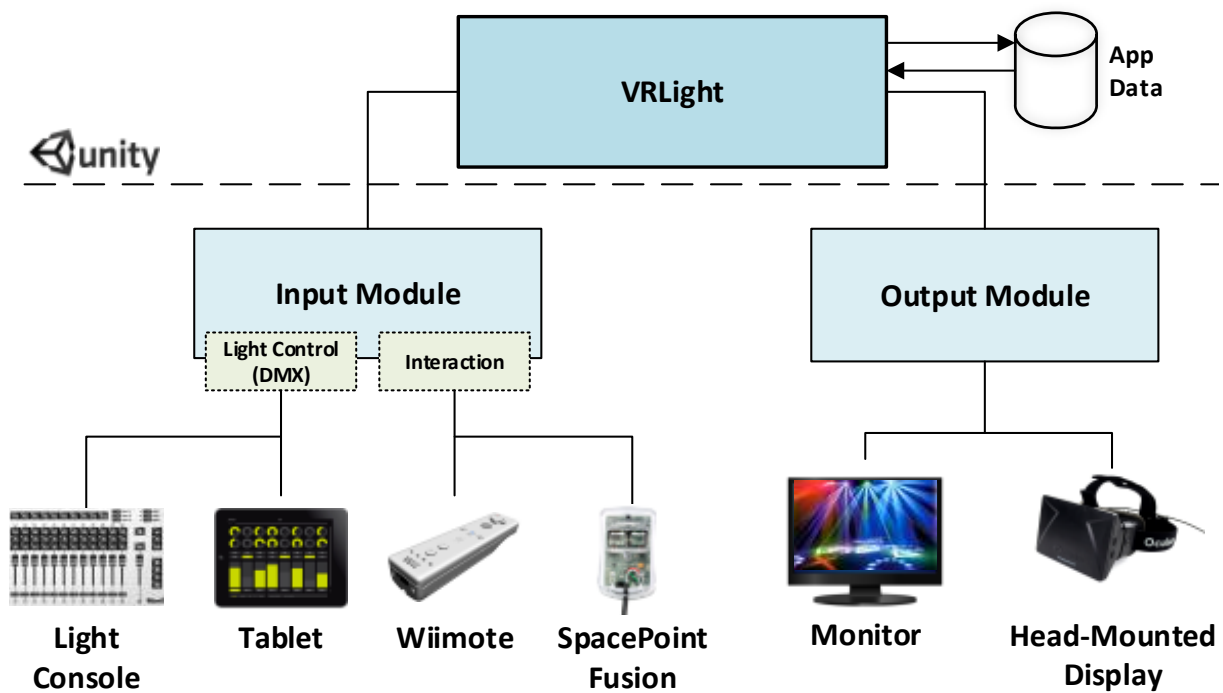 VRLight
App
Data
unity
Input Module
Output Module
Light Control
(DMX)
Interaction
Light
Console
Tablet
Wiimote
SpacePoint
Fusion
Monitor
Head-Mounted
Display